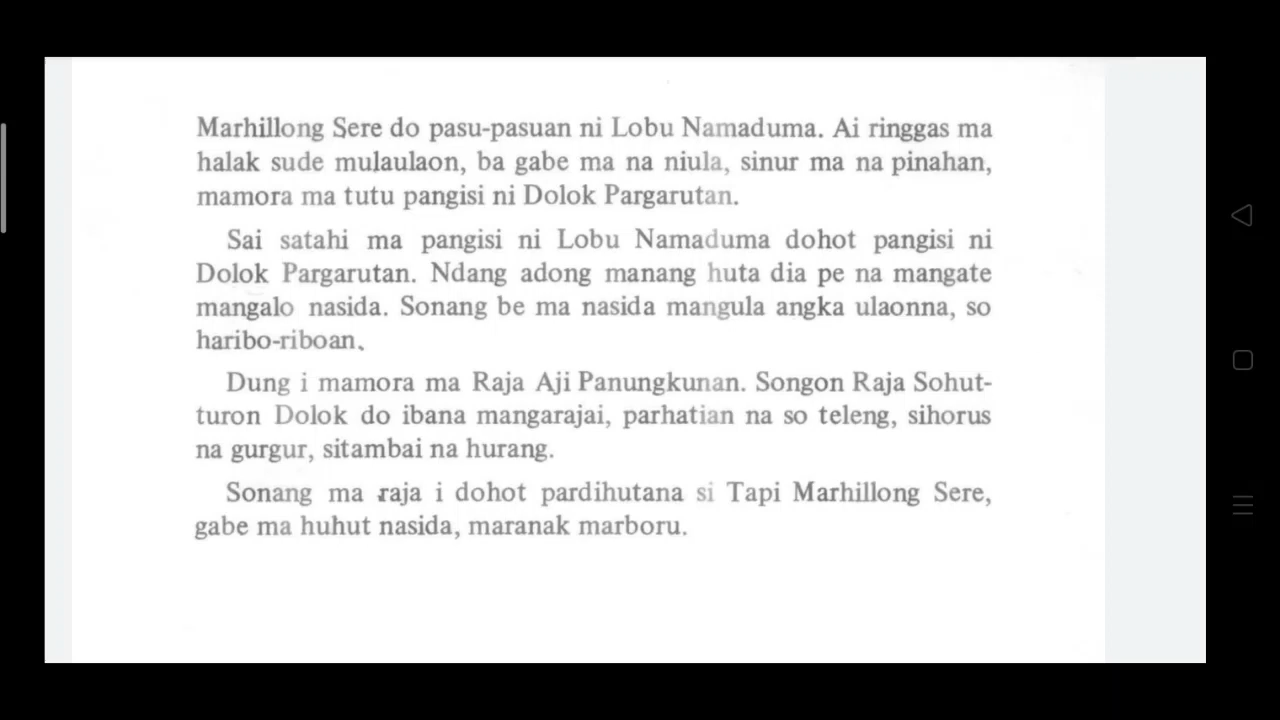 Marhillong Sere do pasu-pasuan ni Lobu Namaduma. Ai ringgas ma
halak sude mulaulaon, ba gabe ma na niula, sinur ma na pinahan,
mamora ma tutu pangisi ni Dolok Pargarutan.
Sai satahi ma pangisi ni Lobu Namaduma dohot pangisi ni
Dolok Pargarutan. Ndang adong manang huta dia pe na mangate
mangalo nasida. Sonang be ma nasida mangula angka ulaonna, so
haribo-riboan.
Dung i mamora ma Raja Aji Panungkunan. Songon Raja Sohut-
turon Dolok do ibana mangarajai, parhatian na so teleng, sihorus
na gurgur, sitambai na hurang.
Sonang ma raja i dohot pardihutana si Tapi Marhillong Sere,
gabe ma huhut nasida, maranak marboru.